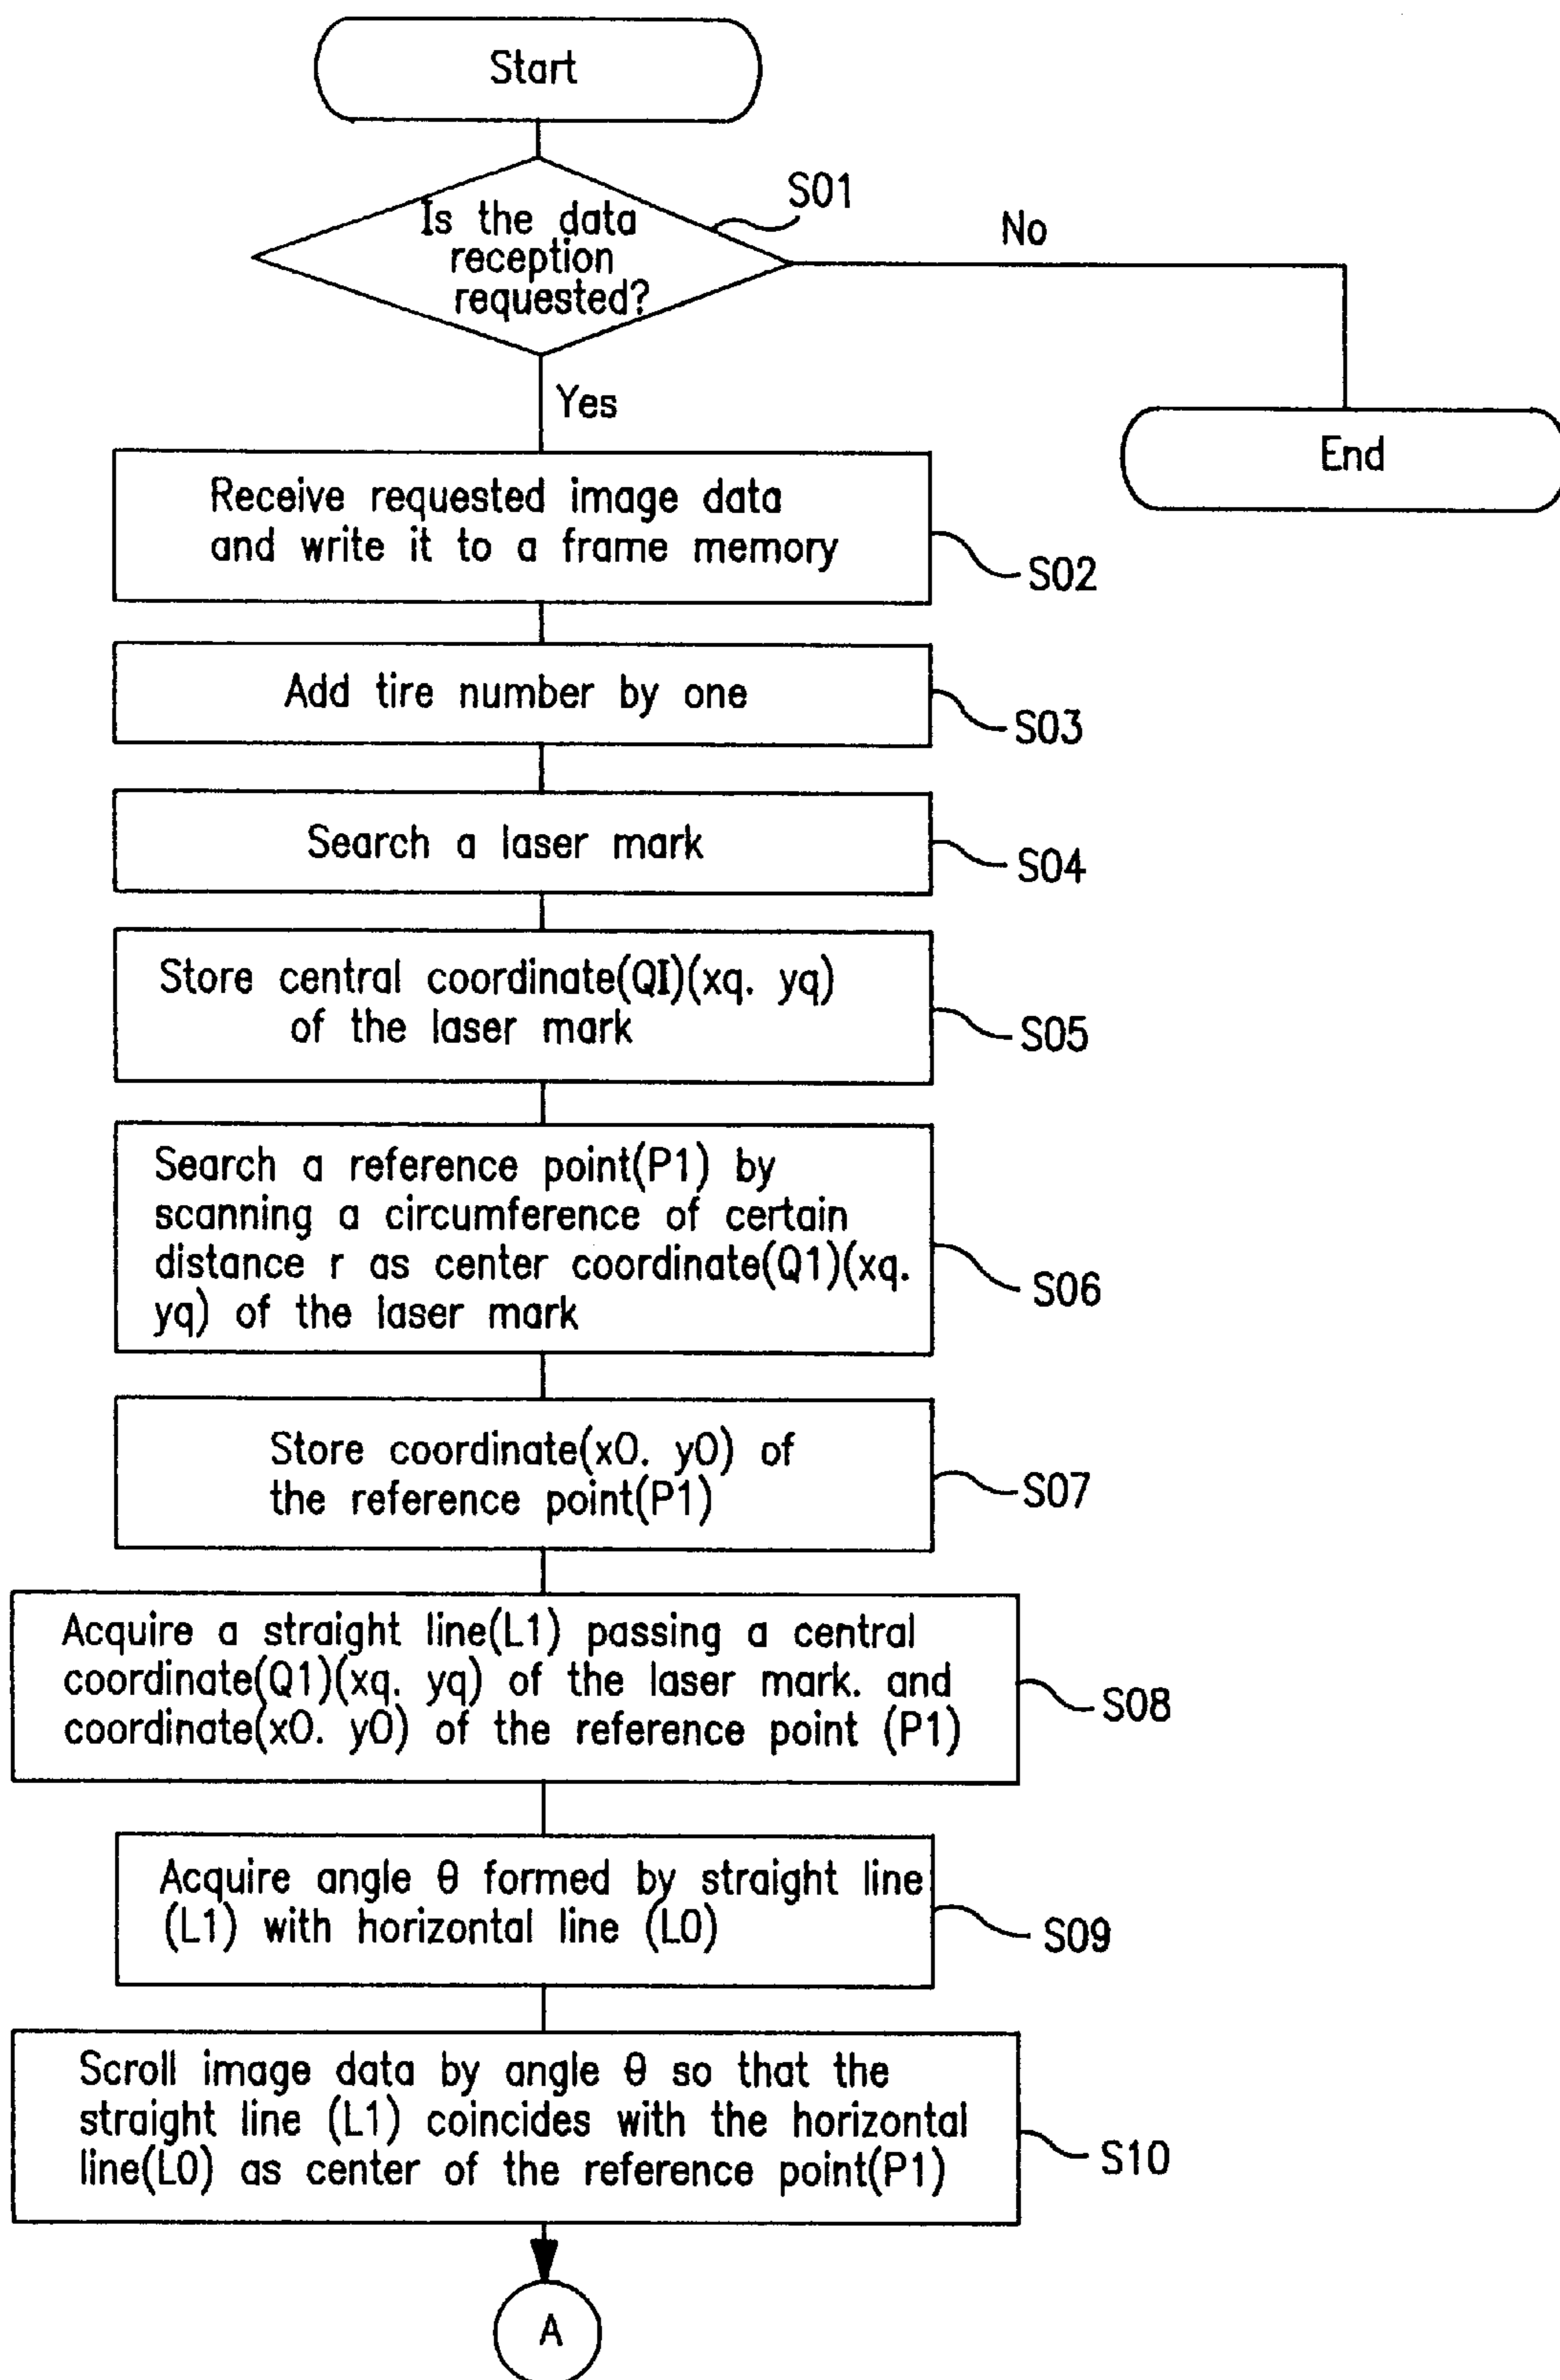 Start
Is the data
reception
requested?
S01
No
Yes
End
Receive requested image data
and write it to a frame memory
S02
Add tire number by one
S03
Search a laser mark
S04
Store central coordinate(QI)(xq. yq)
of the laser mark
S05
Search a reference point(P1) by
scanning a circumference of certain
distance r as center coordinate(Q1)(xq.
yq) of the laser mark
S06
Store coordinate(x0. y0) of
the reference point(P1)
S07
Acquire a straight line(L1) passing a central
coordinate(Q1)(xq. yq) of the laser mark. and
coordinate(x0. y0) of the reference point (P1)
S08
Acquire angle θ formed by straight line
(L1) with horizontal line (L0)
S09
Scroll image data by angle θ so that the
straight line (L1) coincides with the horizontal
line(L0) as center of the reference point(P1)
S10
A